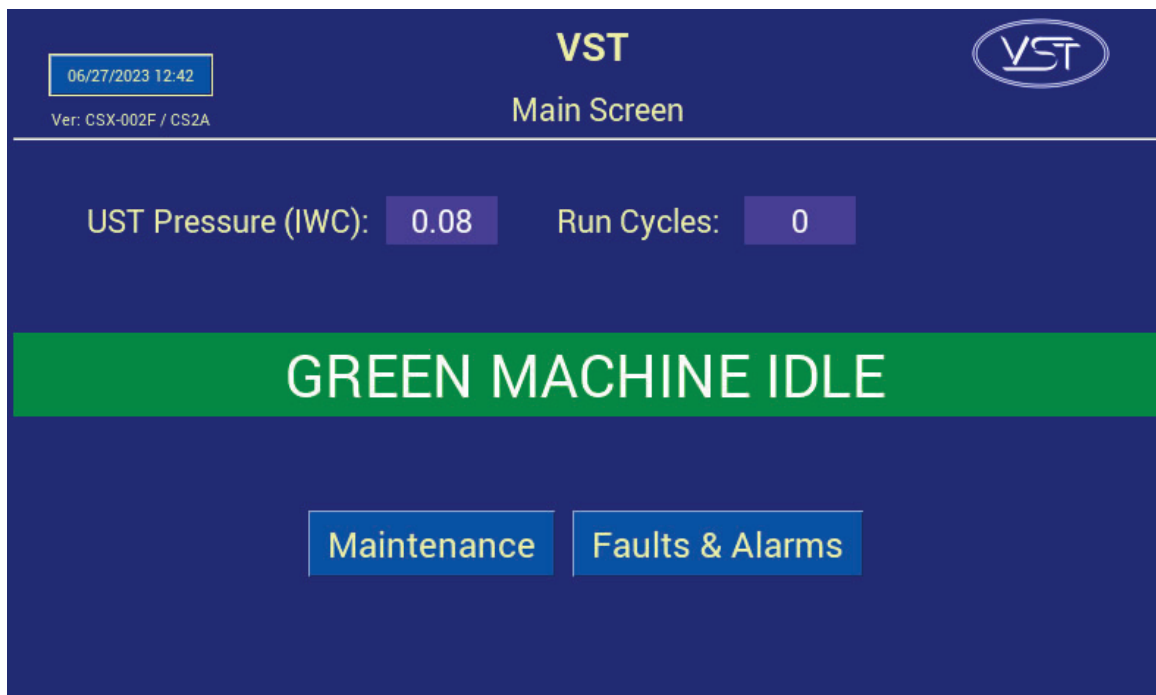 VST
VST
06/27/2023 12:42
Main Screen
Ver: CSX-002F / CS2A
UST Pressure (IWC): 0.08 Run Cycles: 0
GREEN MACHINE IDLE
Maintenance Faults & Alarms